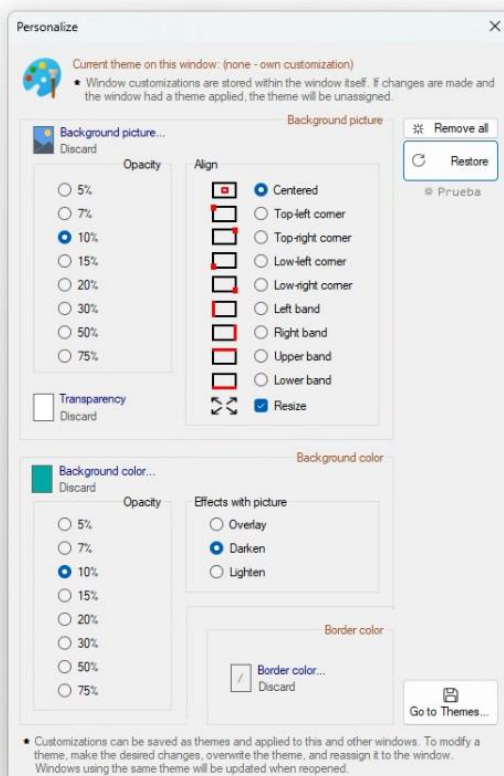 Personalize
Current theme on this window: (none - own customization)
★ Window customizations are stored within the window itself. If changes are made and
the window had a theme applied, the theme will be unassigned.
Background picture
Background picture...
Discard
Remove all
Restore
Prueba
Opacity
5%
7%
10%
15%
20%
30%
50%
75%
Align
Centered
Top-left corner
Top-right corner
Low-left corner
Low-right corner
Left band
Right band
Upper band
Lower band
Resize
Transparency
Discard
Background color
Background color...
Discard
Opacity
5%
7%
10%
15%
20%
30%
50%
75%
Effects with picture
Overlay
Darken
Lighten
Border color
Border color...
Discard
Go to Themes...
★ Customizations can be saved as themes and applied to this and other windows. To modify a
theme, make the desired changes, overwrite the theme, and reassign it to the window.
Windows using the same theme will be updated when reopened.